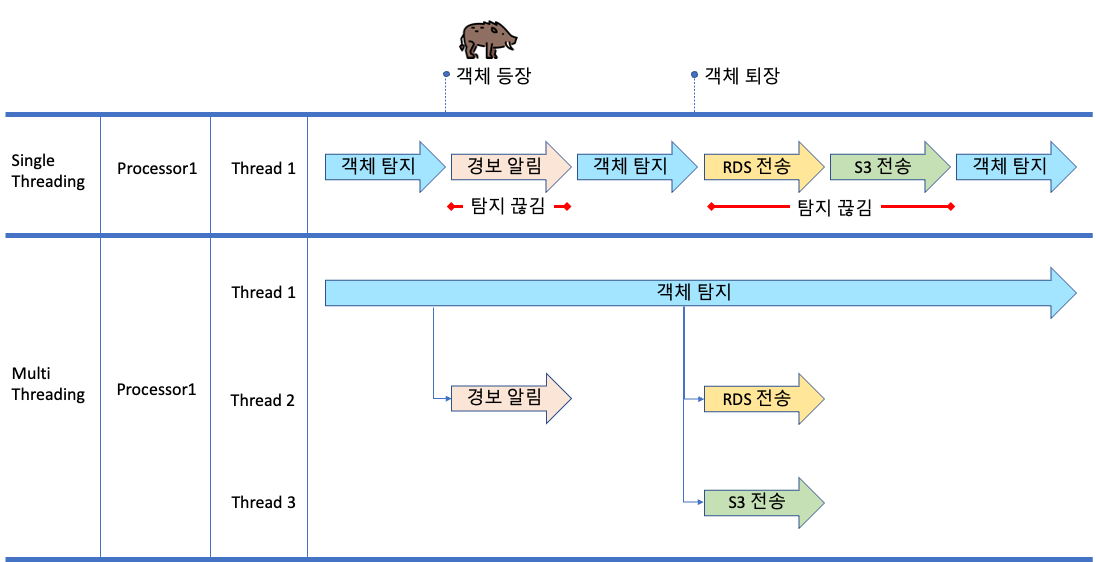 객체 등장
객체 퇴장
Single
Threading
Processor1
Thread 1
객체 탐지
경보 알림
객체 탐지
RDS 전송
S3 전송
객체 탐지
탐지 끊김
탐지 끊김
Multi
Threading
Processor1
Thread 1
객체 탐지
Thread 2
경보 알림
RDS 전송
Thread 3
S3 전송